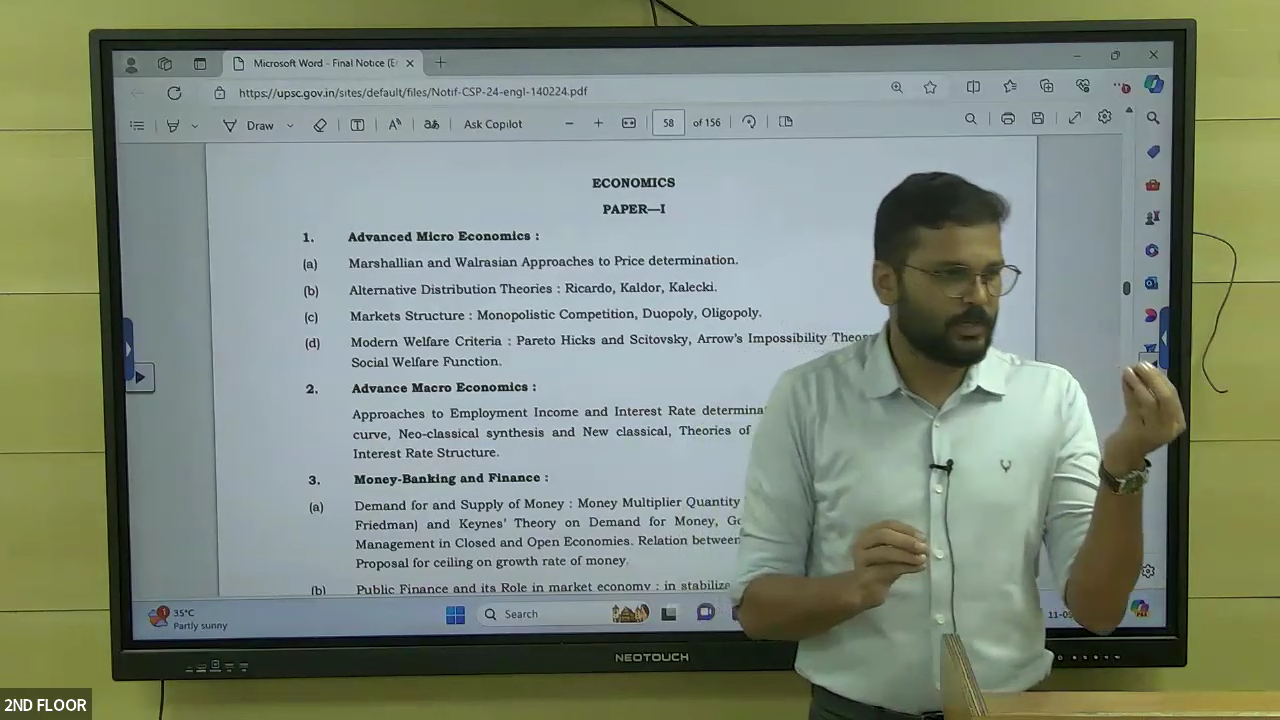 Microsoft Word - Final Notice (E
https://upsc.gov.in/sites/default/files/Notif-CSP-24-engl-140224.pdf
Draw
Ask Copilot
58 of 156
ECONOMICS
PAPER—I
1. Advanced Micro Economics :
(a) Marshallian and Walrasian Approaches to Price determination.
(b) Alternative Distribution Theories : Ricardo, Kaldor, Kalecki.
(c) Markets Structure : Monopolistic Competition, Duopoly, Oligopoly.
(d) Modern Welfare Criteria : Pareto Hicks and Scitovsky, Arrow's Impossibility Theor
Social Welfare Function.
2. Advance Macro Economics :
Approaches to Employment Income and Interest Rate determina
curve, Neo-classical synthesis and New classical, Theories of
Interest Rate Structure.
3. Money-Banking and Finance :
(a) Demand for and Supply of Money : Money Multiplier Quantity
Friedman) and Keynes' Theory on Demand for Money, Go
Management in Closed and Open Economies. Relation between
Proposal for ceiling on growth rate of money.
(b) Public Finance and its Role in market economy : in stabiliza
35°C
Partly sunny
Search
11-09
NEOTOUCH
2ND FLOOR